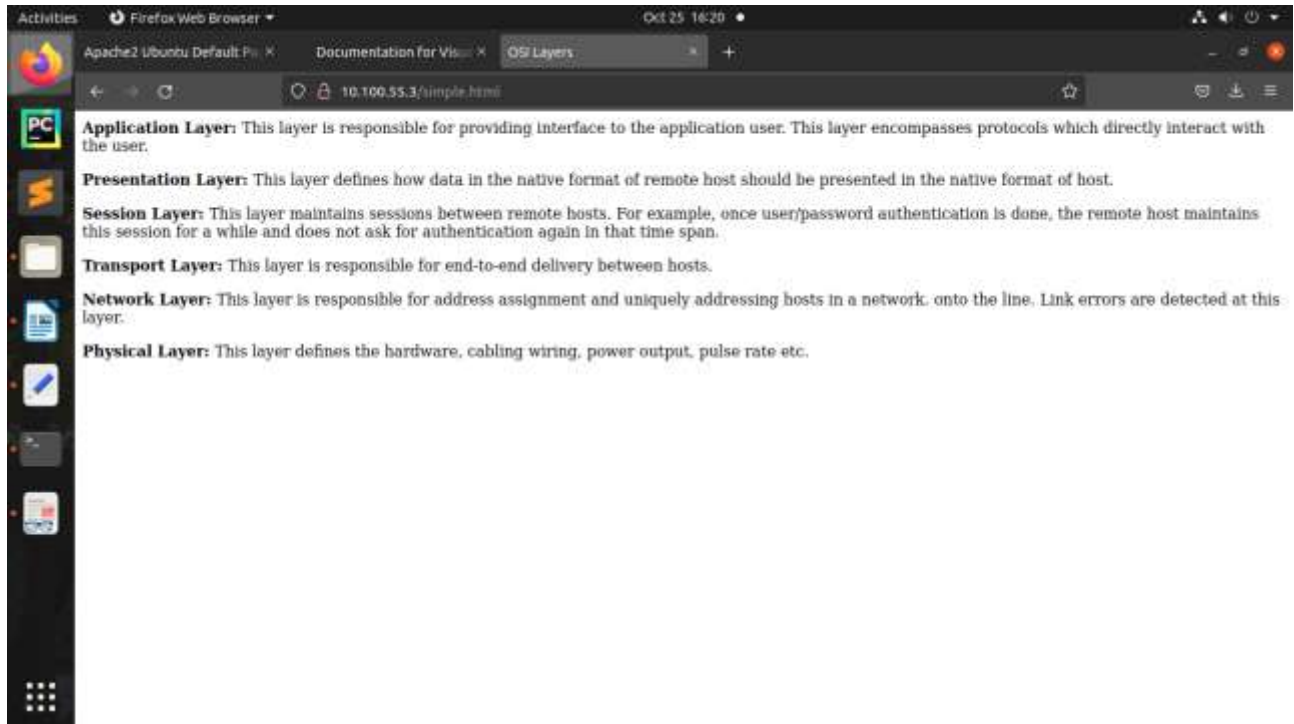 Activities
Firefox Web Browser
Oct 25 16:20
Apache2 Ubuntu Default Pa
Documentation for Visu
OSI Layers
10.100.55.3/simple.html
PC
Application Layer: This layer is responsible for providing interface to the application user. This layer encompasses protocols which directly interact with
the user.
Presentation Layer: This layer defines how data in the native format of remote host should be presented in the native format of host.
Session Layer: This layer maintains sessions between remote hosts. For example, once user/password authentication is done, the remote host maintains
this session for a while and does not ask for authentication again in that time span.
Transport Layer: This layer is responsible for end-to-end delivery between hosts.
Network Layer: This layer is responsible for address assignment and uniquely addressing hosts in a network. onto the line. Link errors are detected at this
layer.
Physical Layer: This layer defines the hardware, cabling wiring, power output, pulse rate etc.